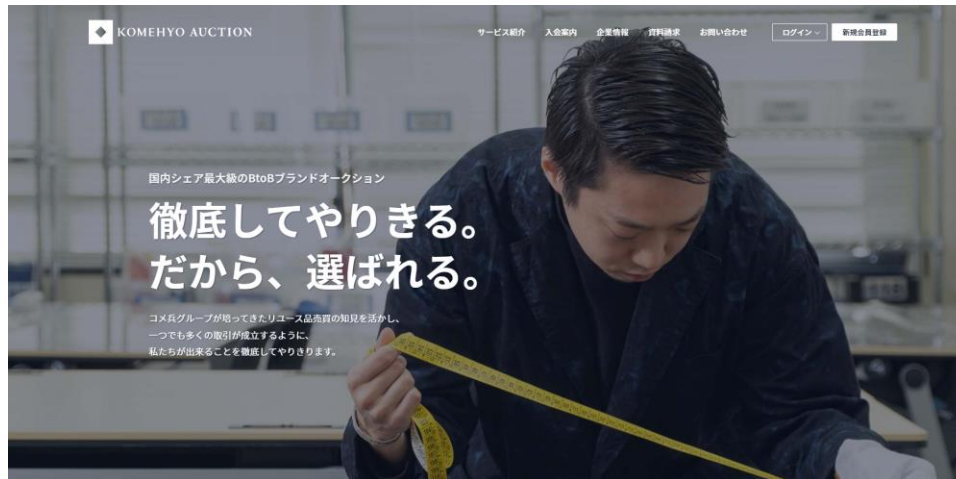 KOMEHYO AUCTION
サービス紹介 入会案内 企業情報 資料請求 お問い合わせ ログイン 新規会員登録
国内シェア最大級のBtoBブランドオークション
徹底してやりきる。
だから、選ばれる。
コメ兵グループが培ってきたリユース品売買の知見を活かし、
一つでも多くの取引が成立するように、
私たちが出来ることを徹底してやりきります。